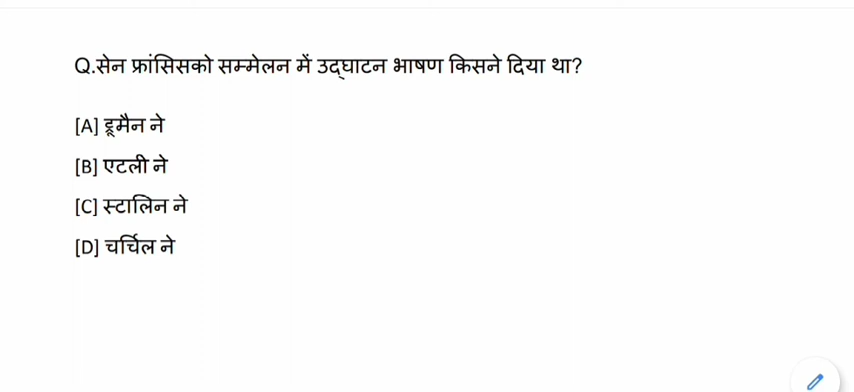 Q.सेन फ्रांसिसको सम्मेलन में उद्घाटन भाषण किसने दिया था?
[A] ड्रूमैन ने
[B] एटली ने
[C] स्टालिन ने
[D] चर्चिल ने